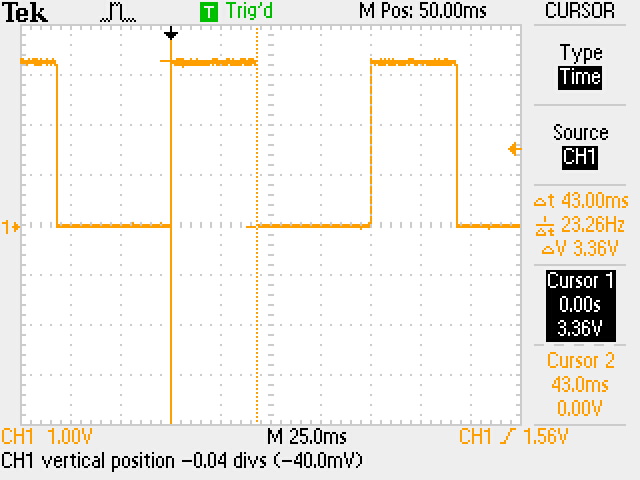 Tek T Trig'd M Pos: 50.00ms CURSOR
Type
Time
Source
CH1
Δt 43.00ms
1/Δt 23.26Hz
ΔV 3.36V
1
Cursor 1
0.00s
3.36V
Cursor 2
43.0ms
0.00V
CH1 1.00V M 25.0ms CH1 1.56V
CH1 vertical position -0.04 divs (-40.0mV)